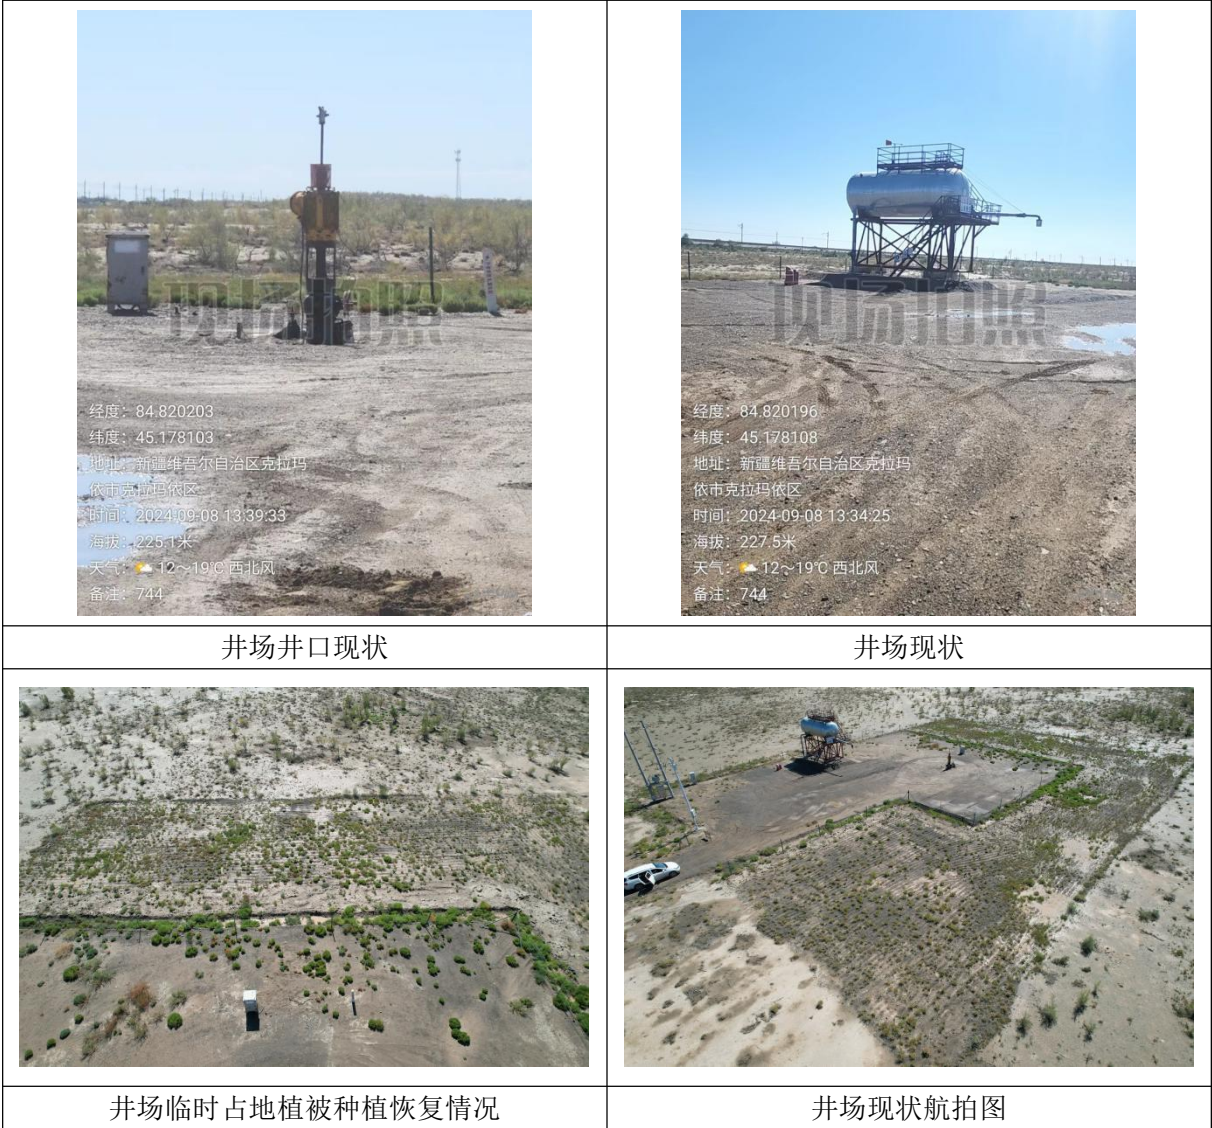 现场拍照
经度：84.820203
纬度：45.178103
地址：新疆维吾尔自治区克拉玛
依市克拉玛依区
时间：2024-09-08 13:39:33
海拔：225.1米
天气：12～19℃ 西北风
备注：744
现场拍照
经度：84.820196
纬度：45.178108
地址：新疆维吾尔自治区克拉玛
依市克拉玛依区
时间：2024-09-08 13:34:25
海拔：227.5米
天气：12～19℃ 西北风
备注：744
井场井口现状
井场现状
井场临时占地植被种植恢复情况
井场现状航拍图